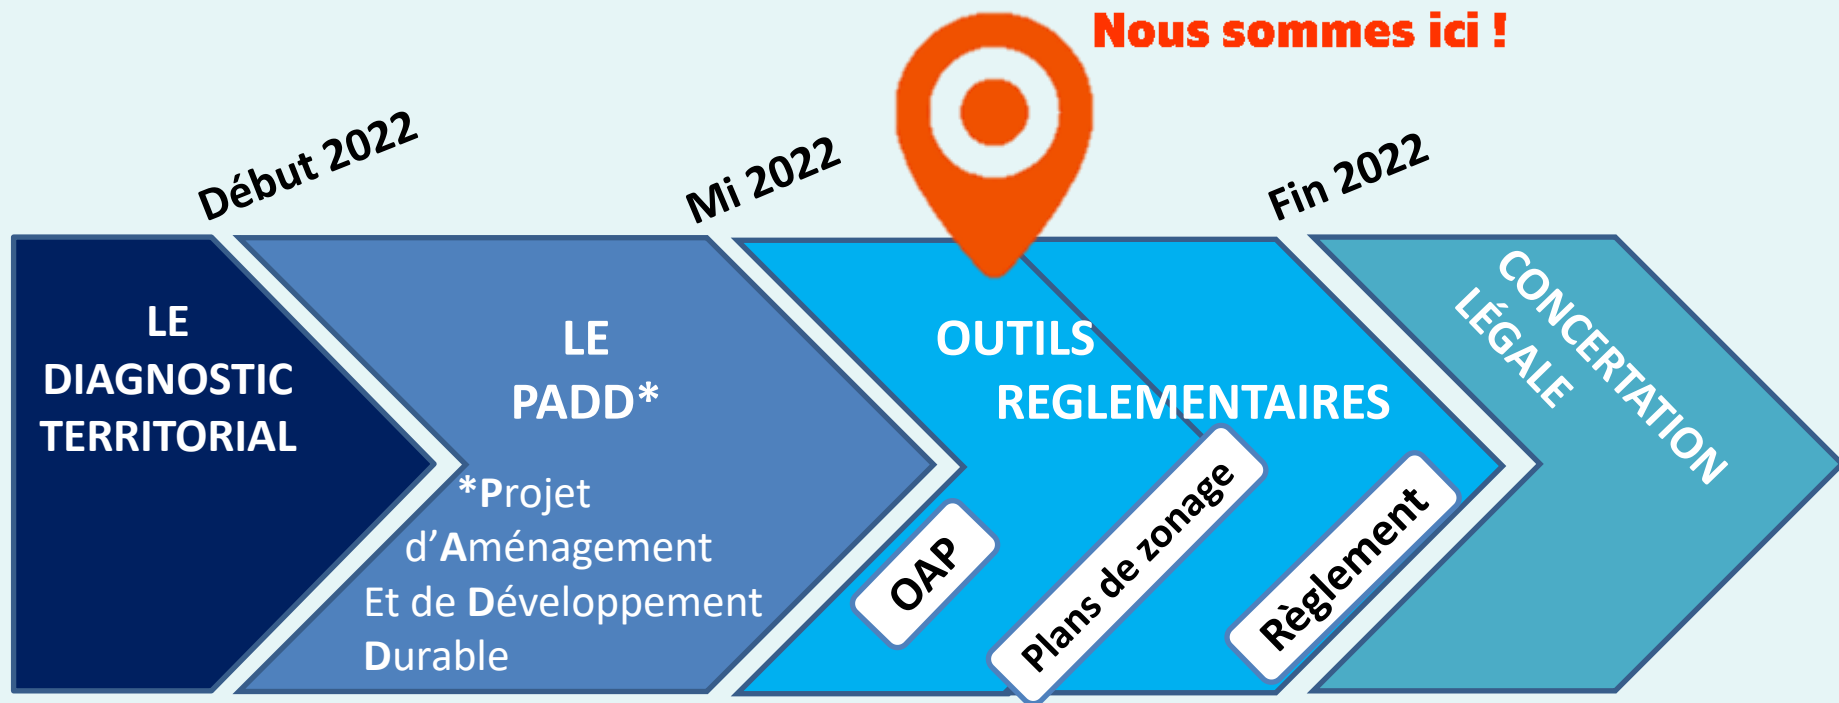 Nous sommes ici !
Début 2022
Mi 2022
Fin 2022
LE
DIAGNOSTIC
TERRITORIAL
LE
PADD*
*Projet
d’Aménagement
Et de Développement
Durable
OUTILS
REGLEMENTAIRES
OAP
Plans de zonage
Règlement
CONCERTATION
LÉGALE